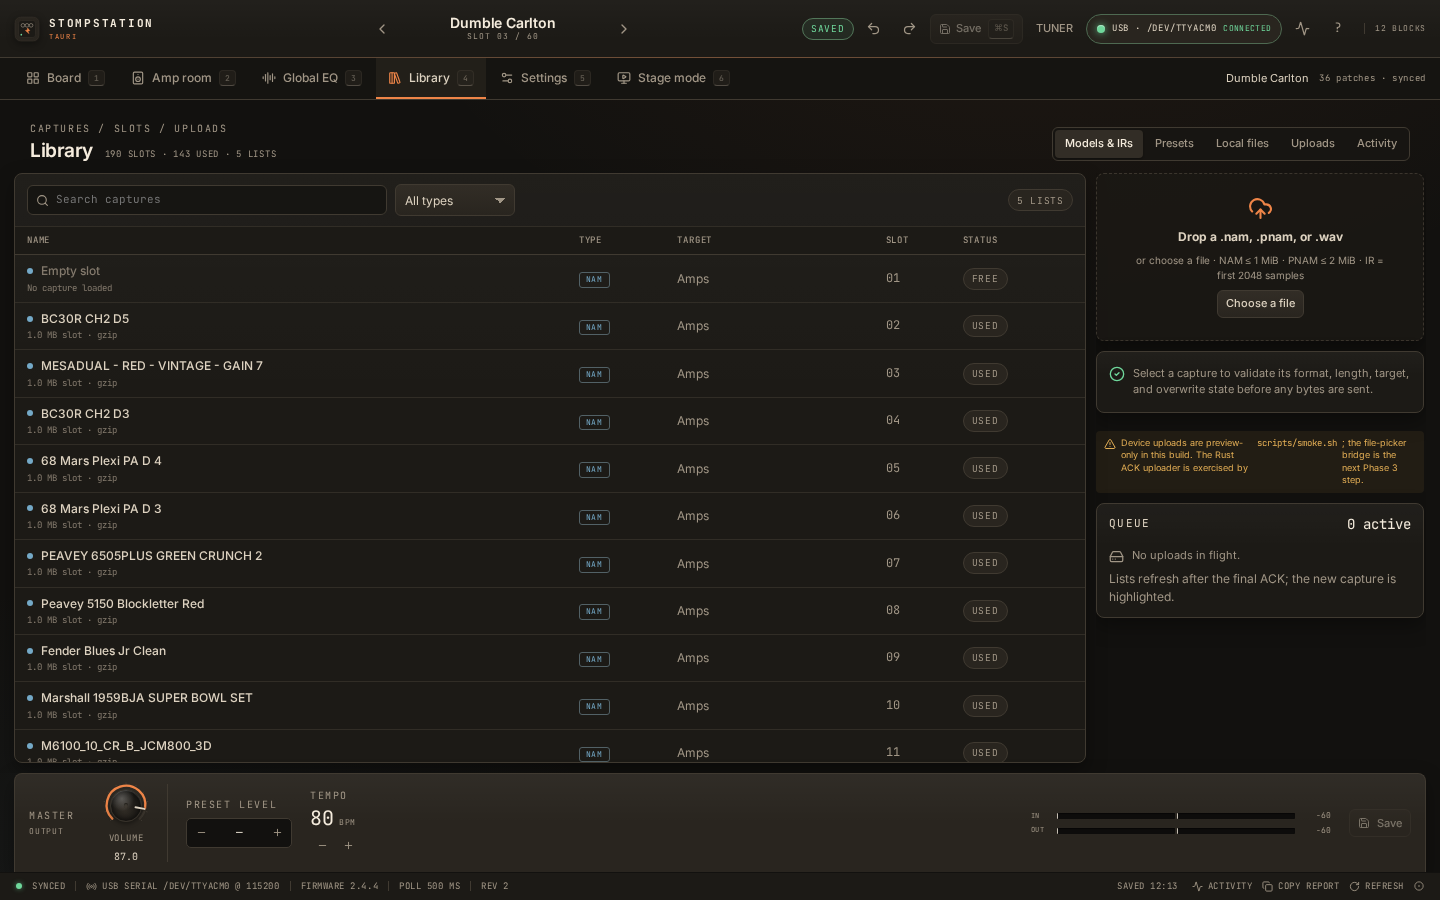 STOMPSTATION
TAURI
Dumble Carlton
SLOT 03 / 60
SAVED
Save ⌘S
TUNER
USB · /DEV/TTYACM0 CONNECTED
?
12 BLOCKS
Board 1
Amp room 2
Global EQ 3
Library 4
Settings 5
Stage mode 6
Dumble Carlton 36 patches · synced
CAPTURES / SLOTS / UPLOADS
Library 190 SLOTS · 143 USED · 5 LISTS
Models & IRs Presets Local files Uploads Activity
Search captures
All types
5 LISTS
NAME TYPE TARGET SLOT STATUS
Empty slot
No capture loaded
NAM Amps 01 FREE
BC30R CH2 D5
1.0 MB slot · gzip
NAM Amps 02 USED
MESADUAL - RED - VINTAGE - GAIN 7
1.0 MB slot · gzip
NAM Amps 03 USED
BC30R CH2 D3
1.0 MB slot · gzip
NAM Amps 04 USED
68 Mars Plexi PA D 4
1.0 MB slot · gzip
NAM Amps 05 USED
68 Mars Plexi PA D 3
1.0 MB slot · gzip
NAM Amps 06 USED
PEAVEY 6505PLUS GREEN CRUNCH 2
1.0 MB slot · gzip
NAM Amps 07 USED
Peavey 5150 Blockletter Red
1.0 MB slot · gzip
NAM Amps 08 USED
Fender Blues Jr Clean
1.0 MB slot · gzip
NAM Amps 09 USED
Marshall 1959BJA SUPER BOWL SET
1.0 MB slot · gzip
NAM Amps 10 USED
M6100_10_CR_B_JCM800_3D
1.0 MB slot · gzip
NAM Amps 11 USED
Drop a .nam, .pnam, or .wav
or choose a file · NAM ≤ 1 MiB · PNAM ≤ 2 MiB · IR =
first 2048 samples
Choose a file
Select a capture to validate its format, length, target,
and overwrite state before any bytes are sent.
Device uploads are preview-
only in this build. The Rust
ACK uploader is exercised by
scripts/smoke.sh
; the file-picker
bridge is the
next Phase 3
step.
QUEUE 0 active
No uploads in flight.
Lists refresh after the final ACK; the new capture is
highlighted.
MASTER
OUTPUT
VOLUME
87.0
PRESET LEVEL
− – +
TEMPO
80 BPM
− +
IN -60
OUT -60
Save
SYNCED
USB SERIAL /DEV/TTYACM0 @ 115200
FIRMWARE 2.4.4
POLL 500 MS
REV 2
SAVED 12:13
ACTIVITY
COPY REPORT
REFRESH